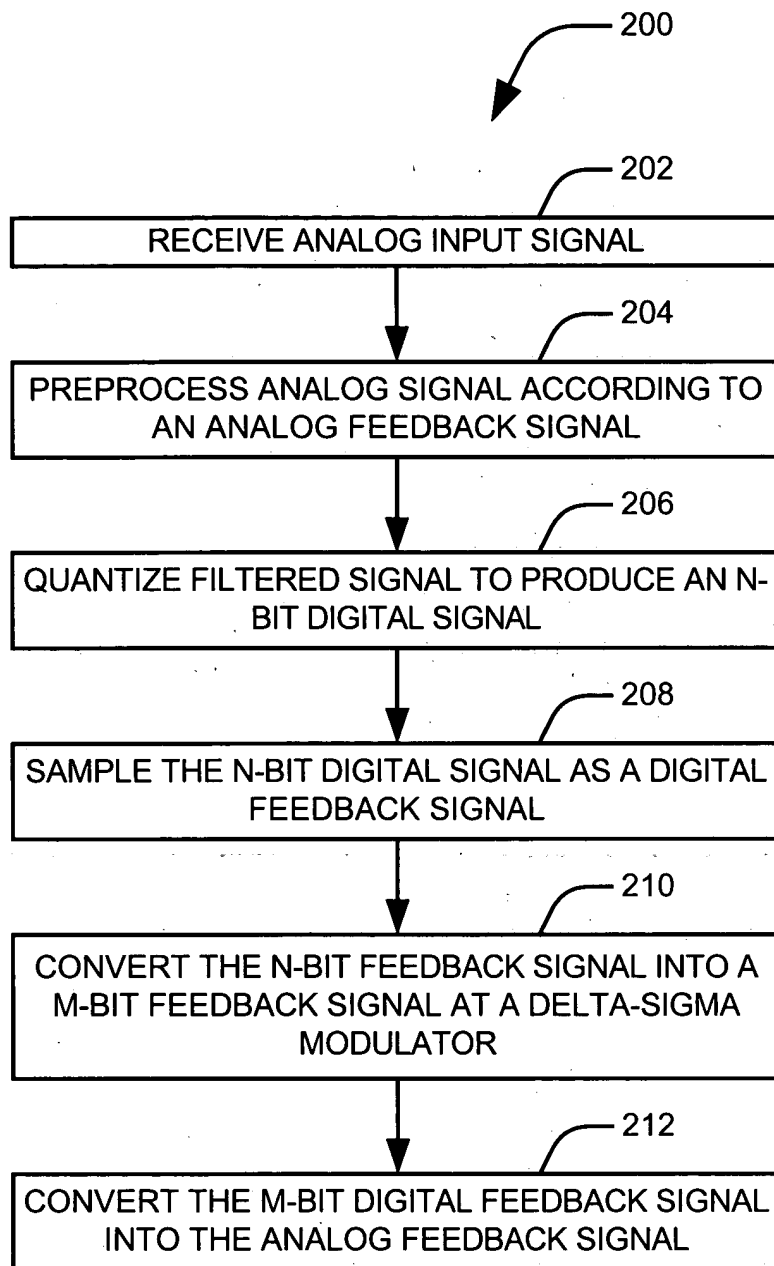 200
202
RECEIVE ANALOG INPUT SIGNAL
204
PREPROCESS ANALOG SIGNAL ACCORDING TO
AN ANALOG FEEDBACK SIGNAL
206
QUANTIZE FILTERED SIGNAL TO PRODUCE AN N-
BIT DIGITAL SIGNAL
208
SAMPLE THE N-BIT DIGITAL SIGNAL AS A DIGITAL
FEEDBACK SIGNAL
210
CONVERT THE N-BIT FEEDBACK SIGNAL INTO A
M-BIT FEEDBACK SIGNAL AT A DELTA-SIGMA
MODULATOR
212
CONVERT THE M-BIT DIGITAL FEEDBACK SIGNAL
INTO THE ANALOG FEEDBACK SIGNAL